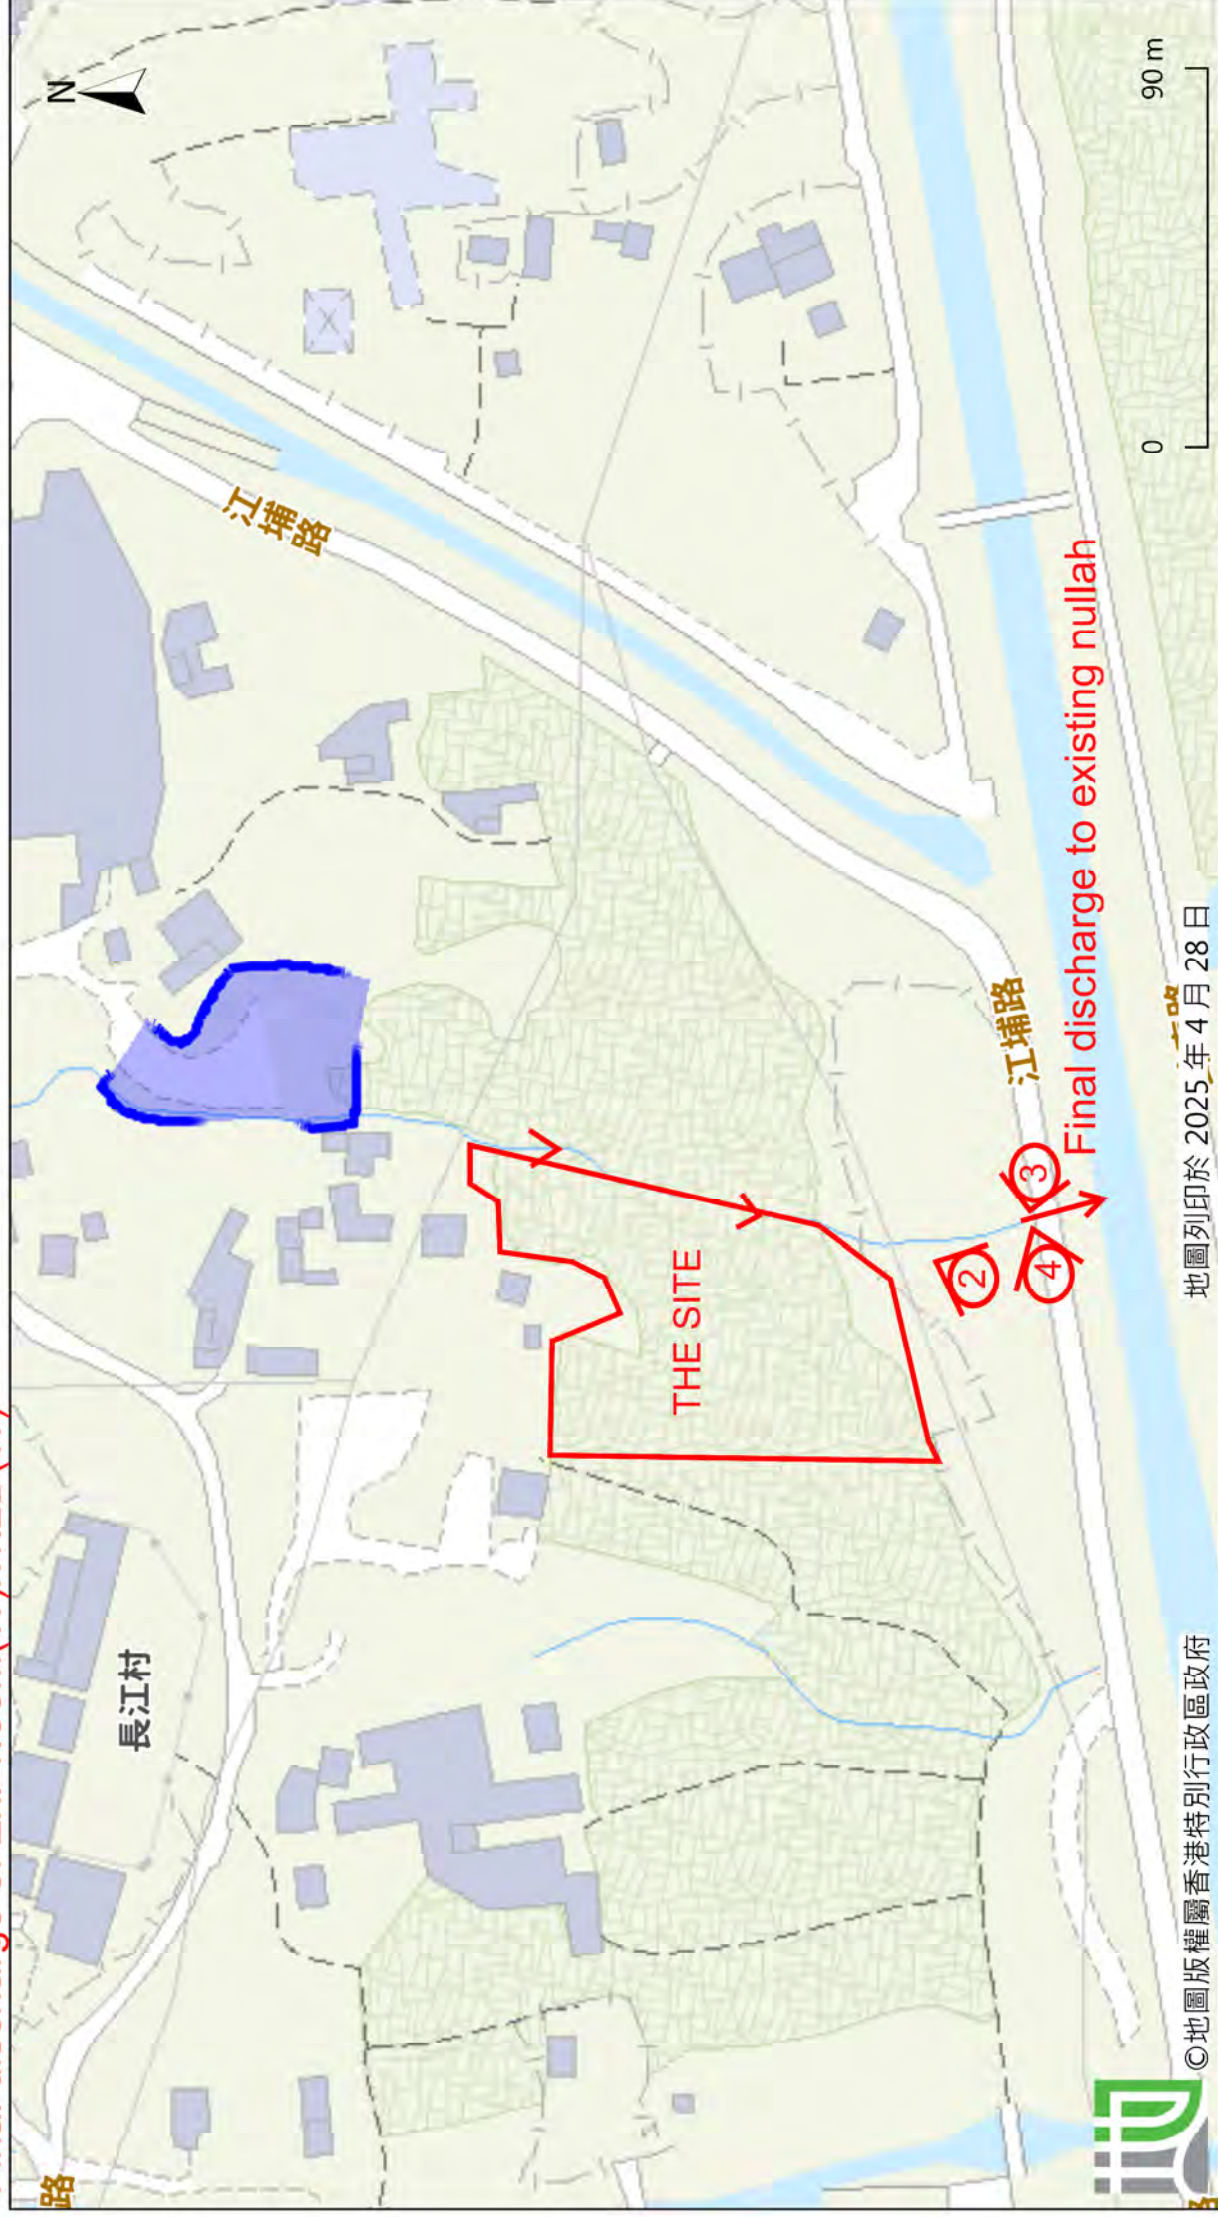 N
江埔路
長江村
THE SITE
江埔路
2
3
4
Final discharge to existing nullah
0 90 m
路
©地圖版權屬香港特別行政區政府
地圖列印於 2025 年 4 月 28 日